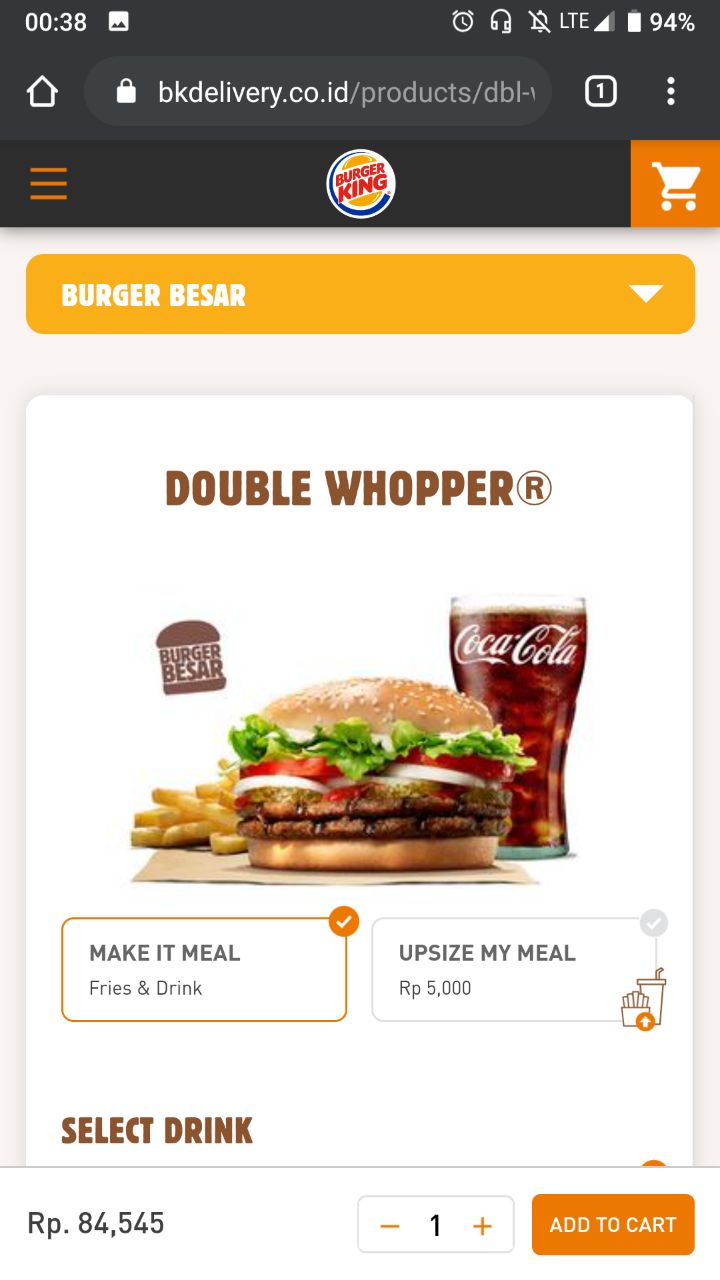 00:38
LTE
94%
bkdelivery.co.id/products/dbl-
1
BURGER KING
BURGER BESAR
DOUBLE WHOPPER®
BURGER BESAR
Coca-Cola
MAKE IT MEAL
Fries & Drink
UPSIZE MY MEAL
Rp 5,000
SELECT DRINK
Rp. 84,545
− 1 +
ADD TO CART